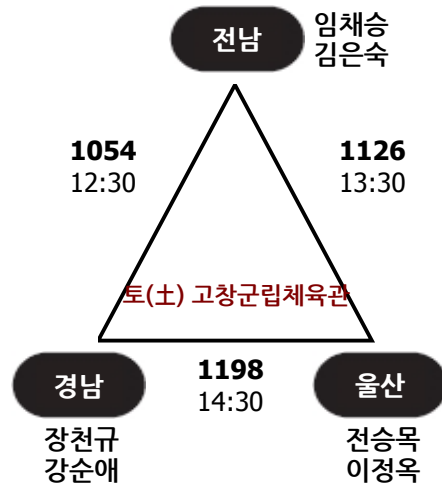 전남
임채승
김은숙
1054
12:30
1126
13:30
토(土) 고창군립체육관
경남
1198
14:30
울산
장천규
강순애
전승목
이정옥